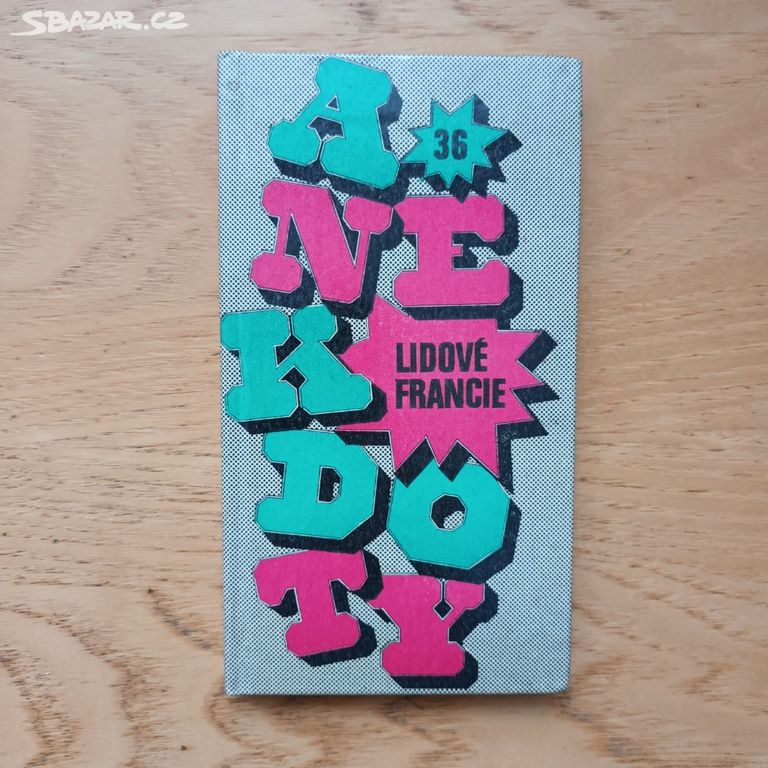 SBAZAR.CZ
A
36
NE
K
LIDOVÉ
FRANCIE
DO
TY